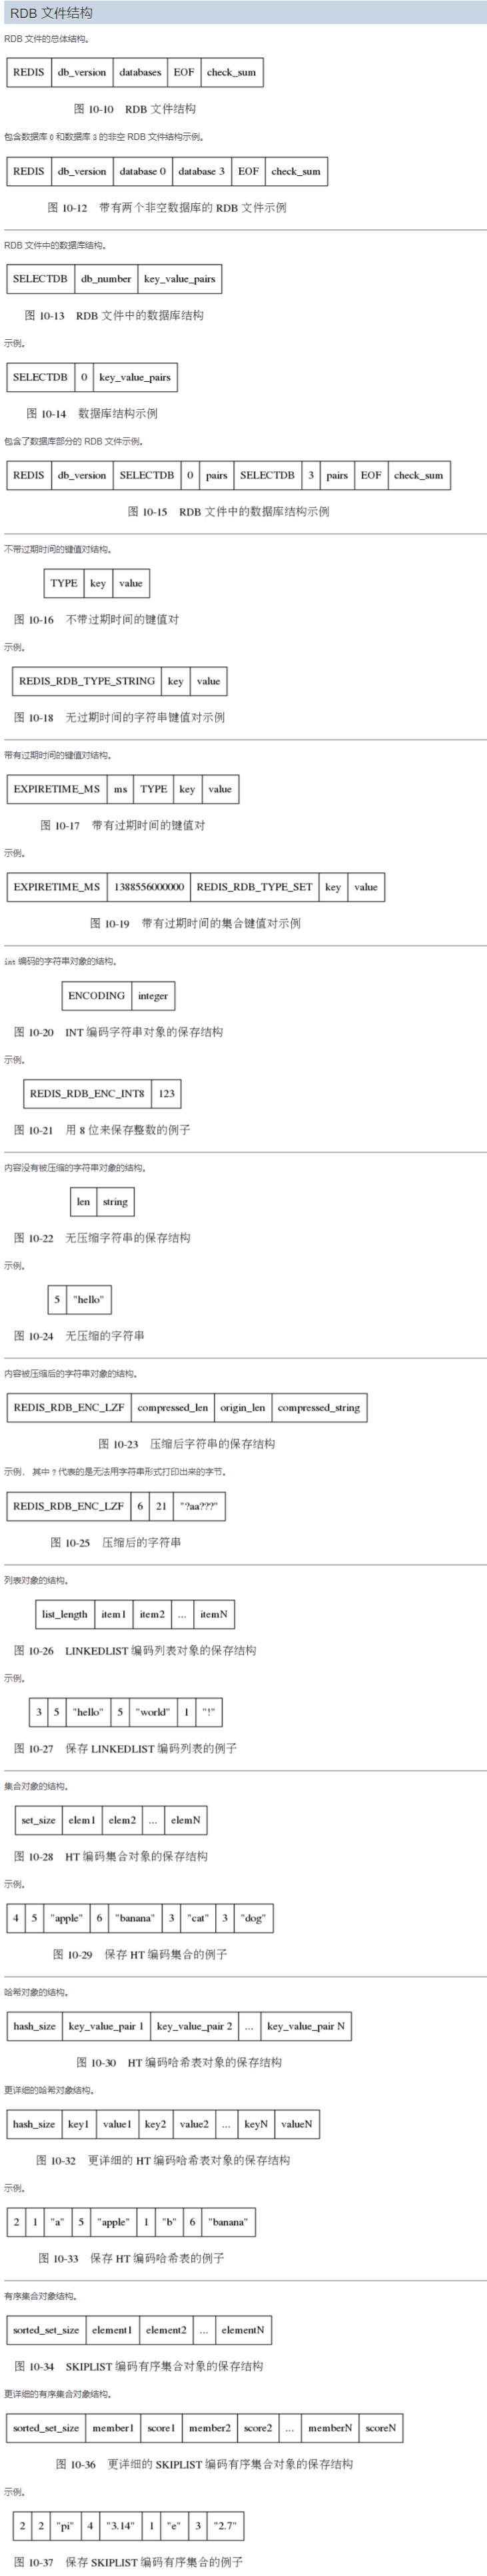 RDB 文件结构
RDB 文件的总体结构。
REDIS db_version databases EOF check_sum
图 10-10 RDB 文件结构
包含数据库 0 和数据库 3 的非空 RDB 文件结构示例。
REDIS db_version database 0 database 3 EOF check_sum
图 10-12 带有两个非空数据库的 RDB 文件示例
RDB 文件中的数据库结构。
SELECTDB db_number key_value_pairs
图 10-13 RDB 文件中的数据库结构
示例。
SELECTDB 0 key_value_pairs
图 10-14 数据库结构示例
包含了数据库部分的 RDB 文件示例。
REDIS db_version SELECTDB 0 pairs SELECTDB 3 pairs EOF check_sum
图 10-15 RDB 文件中的数据库结构示例
不带过期时间的键值对结构。
TYPE key value
图 10-16 不带过期时间的键值对
示例。
REDIS_RDB_TYPE_STRING key value
图 10-18 无过期时间的字符串键值对示例
带有过期时间的键值对结构。
EXPIRETIME_MS ms TYPE key value
图 10-17 带有过期时间的键值对
示例。
EXPIRETIME_MS 1388556000000 REDIS_RDB_TYPE_SET key value
图 10-19 带有过期时间的集合键值对示例
int 编码的字符串对象的结构。
ENCODING integer
图 10-20 INT 编码字符串对象的保存结构
示例。
REDIS_RDB_ENC_INT8 123
图 10-21 用 8 位来保存整数的例子
内容没有被压缩的字符串对象的结构。
len string
图 10-22 无压缩字符串的保存结构
示例。
5 "hello"
图 10-24 无压缩的字符串
内容被压缩后的字符串对象的结构。
REDIS_RDB_ENC_LZF compressed_len origin_len compressed_string
图 10-23 压缩后字符串的保存结构
示例， 其中 ? 代表的是无法用字符串形式打印出来的字节。
REDIS_RDB_ENC_LZF 6 21 "?aa???"
图 10-25 压缩后的字符串
列表对象的结构。
list_length item1 item2 ... itemN
图 10-26 LINKEDLIST 编码列表对象的保存结构
示例。
3 5 "hello" 5 "world" 1 "!"
图 10-27 保存 LINKEDLIST 编码列表的例子
集合对象的结构。
set_size elem1 elem2 ... elemN
图 10-28 HT 编码集合对象的保存结构
示例。
4 5 "apple" 6 "banana" 3 "cat" 3 "dog"
图 10-29 保存 HT 编码集合的例子
哈希对象的结构。
hash_size key_value_pair 1 key_value_pair 2 ... key_value_pair N
图 10-30 HT 编码哈希表对象的保存结构
更详细的哈希对象结构。
hash_size key1 value1 key2 value2 ... keyN valueN
图 10-32 更详细的 HT 编码哈希表对象的保存结构
示例。
2 1 "a" 5 "apple" 1 "b" 6 "banana"
图 10-33 保存 HT 编码哈希表的例子
有序集合对象结构。
sorted_set_size element1 element2 ... elementN
图 10-34 SKIPLIST 编码有序集合对象的保存结构
更详细的有序集合对象结构。
sorted_set_size member1 score1 member2 score2 ... memberN scoreN
图 10-36 更详细的 SKIPLIST 编码有序集合对象的保存结构
示例。
2 2 "pi" 4 "3.14" 1 "e" 3 "2.7"
图 10-37 保存 SKIPLIST 编码有序集合的例子